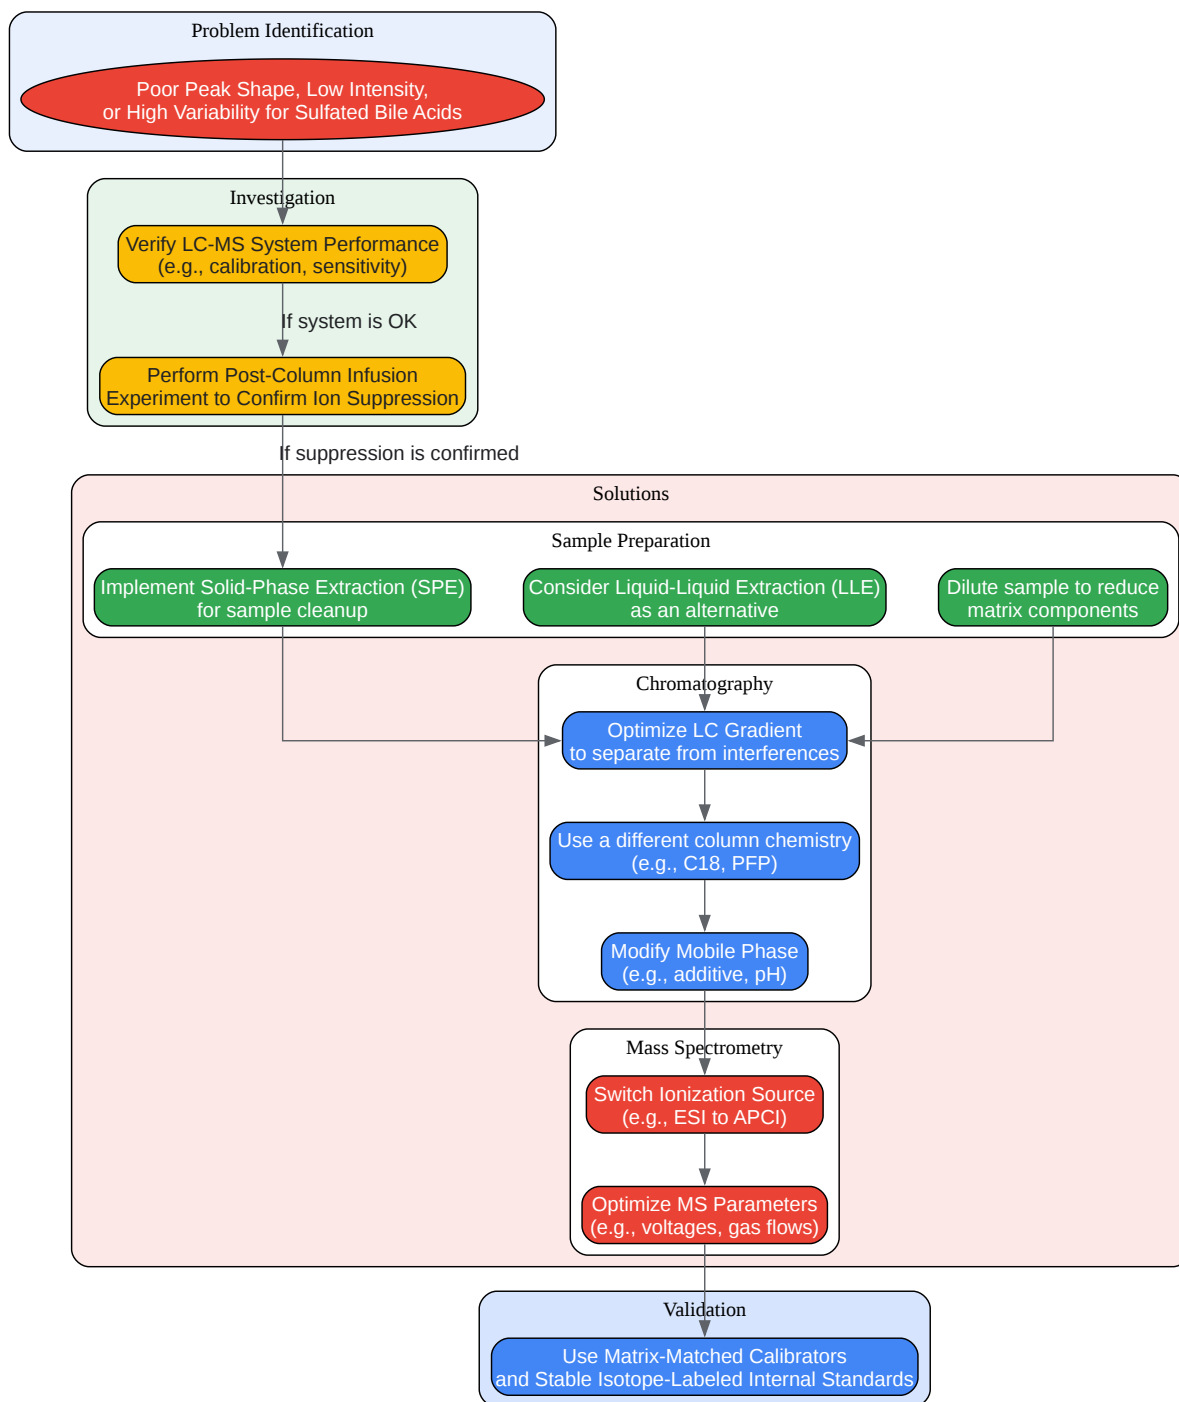 Problem Identification
Poor Peak Shape, Low Intensity,
or High Variability for Sulfated Bile Acids
Investigation
Verify LC-MS System Performance
(e.g., calibration, sensitivity)
If system is OK
Perform Post-Column Infusion
Experiment to Confirm Ion Suppression
If suppression is confirmed
Solutions
Sample Preparation
Implement Solid-Phase Extraction (SPE)
for sample cleanup
Consider Liquid-Liquid Extraction (LLE)
as an alternative
Dilute sample to reduce
matrix components
Chromatography
Optimize LC Gradient
to separate from interferences
Use a different column chemistry
(e.g., C18, PFP)
Modify Mobile Phase
(e.g., additive, pH)
Mass Spectrometry
Switch Ionization Source
(e.g., ESI to APCI)
Optimize MS Parameters
(e.g., voltages, gas flows)
Validation
Use Matrix-Matched Calibrators
and Stable Isotope-Labeled Internal Standards